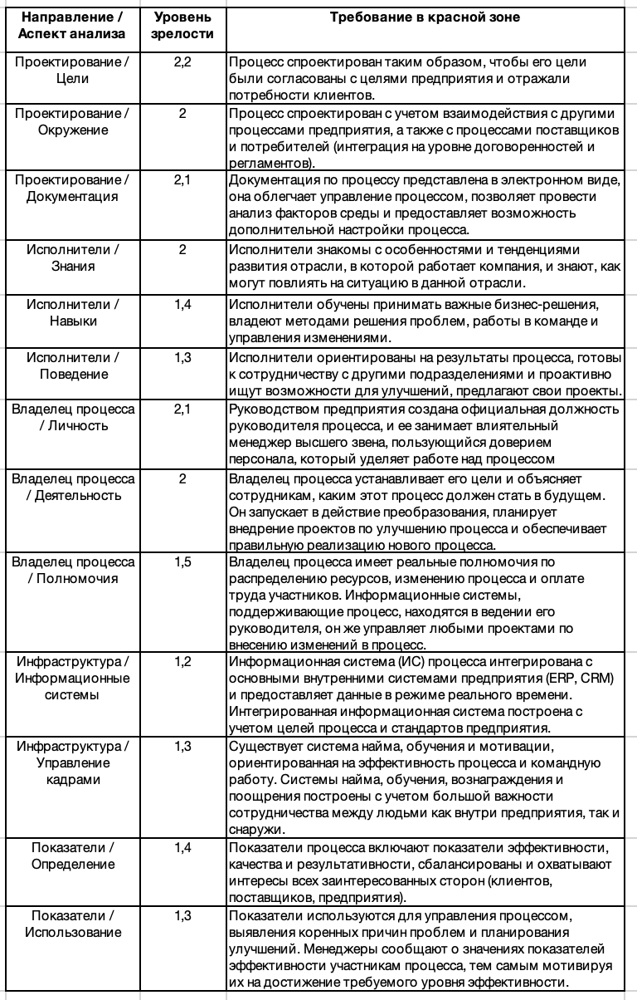 Направление / Уровень Требование в красной зоне
Аспект анализа зрелости
Проектирование / 2,2 Процесс спроектирован таким образом, чтобы его цели
Цели были согласованы с целями предприятия и отражали
потребности клиентов.
Проектирование / 2 Процесс спроектирован с учетом взаимодействия с другими
Окружение процессами предприятия, а также с процессами поставщиков
и потребителей (интеграция на уровне договоренностей и
регламентов).
Проектирование / 2,1 Документация по процессу представлена в электронном виде,
Документация она облегчает управление процессом, позволяет провести
анализ факторов среды и предоставляет возможность
дополнительной настройки процесса.
Исполнители / 2 Исполнители знакомы с особенностями и тенденциями
Знания развития отрасли, в которой работает компания, и знают, как
могут повлиять на ситуацию в данной отрасли.
Исполнители / 1,4 Исполнители обучены принимать важные бизнес-решения,
Навыки владеют методами решения проблем, работы в команде и
управления изменениями.
Исполнители / 1,3 Исполнители ориентированы на результаты процесса, готовы
Поведение к сотрудничеству с другими подразделениями и проактивно
ищут возможности для улучшений, предлагают свои проекты.
Владелец процесса 2,1 Руководством предприятия создана официальная должность
/ Личность руководителя процесса, и ее занимает влиятельный
менеджер высшего звена, пользующийся доверием
персонала, который уделяет работе над процессом
Владелец процесса 2 Владелец процесса устанавливает его цели и объясняет
/ Деятельность сотрудникам, каким этот процесс должен стать в будущем.
Он запускает в действие преобразования, планирует
внедрение проектов по улучшению процесса и обеспечивает
правильную реализацию нового процесса.
Владелец процесса 1,5 Владелец процесса имеет реальные полномочия по
/ Полномочия распределению ресурсов, изменению процесса и оплате
труда участников. Информационные системы,
поддерживающие процесс, находятся в ведении его
руководителя, он же управляет любыми проектами по
внесению изменений в процесс.
Инфраструктура / 1,2 Информационная система (ИС) процесса интегрирована с
Информационные основными внутренними системами предприятия (ERP, CRM)
системы и предоставляет данные в режиме реального времени.
Интегрированная информационная система построена с
учетом целей процесса и стандартов предприятия.
Инфраструктура / 1,3 Существует система найма, обучения и мотивации,
Управление ориентированная на эффективность процесса и командную
кадрами работу. Системы найма, обучения, вознаграждения и
поощрения построены с учетом большой важности
сотрудничества между людьми как внутри предприятия, так и
снаружи.
Показатели / 1,4 Показатели процесса включают показатели эффективности,
Определение качества и результативности, сбалансированы и охватывают
интересы всех заинтересованных сторон (клиентов,
поставщиков, предприятия).
Показатели / 1,3 Показатели используются для управления процессом,
Использование выявления коренных причин проблем и планирования
улучшений. Менеджеры сообщают о значениях показателей
эффективности участникам процесса, тем самым мотивируя
их на достижение требуемого уровня эффективности.